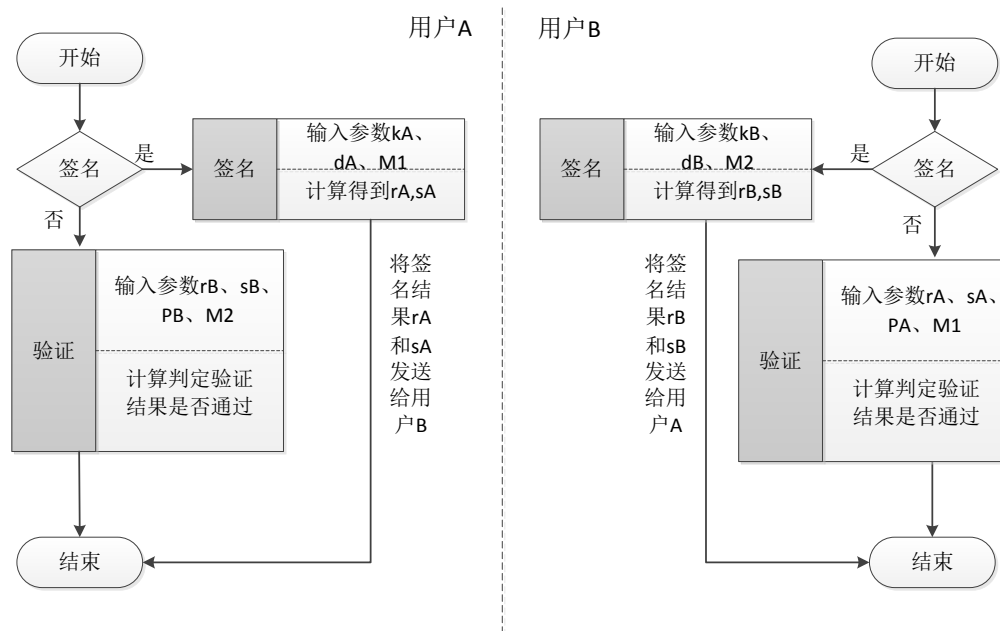 用户A
开始
签名
是
否
签名
输入参数kA、
dA、M1
计算得到rA,sA
验证
输入参数rB、sB、
PB、M2
计算判定验证
结果是否通过
将签
名结
果rA
和sA
发送
给用
户B
结束
用户B
开始
签名
是
否
签名
输入参数kB、
dB、M2
计算得到rB,sB
将签
名结
果rB
和sB
发送
给用
户A
验证
输入参数rA、sA、
PA、M1
计算判定验证
结果是否通过
结束